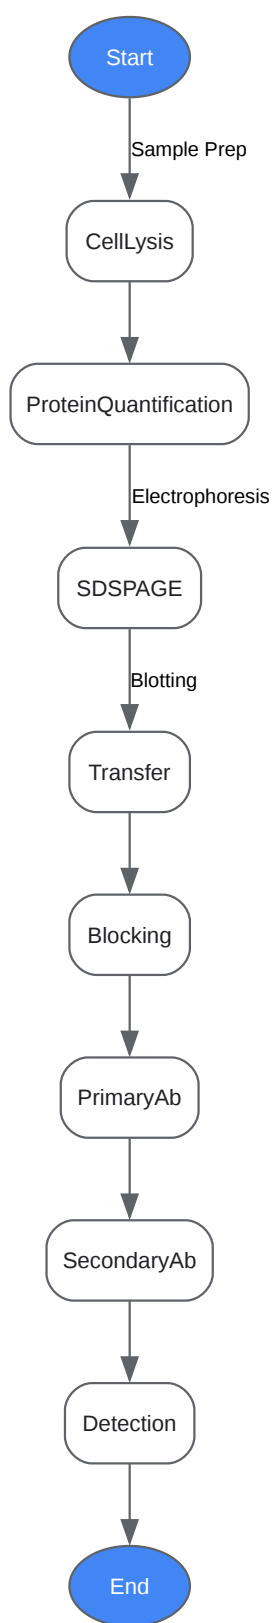 Start
Sample Prep
CellLysis
ProteinQuantification
Electrophoresis
SDSPAGE
Blotting
Transfer
Blocking
PrimaryAb
SecondaryAb
Detection
End